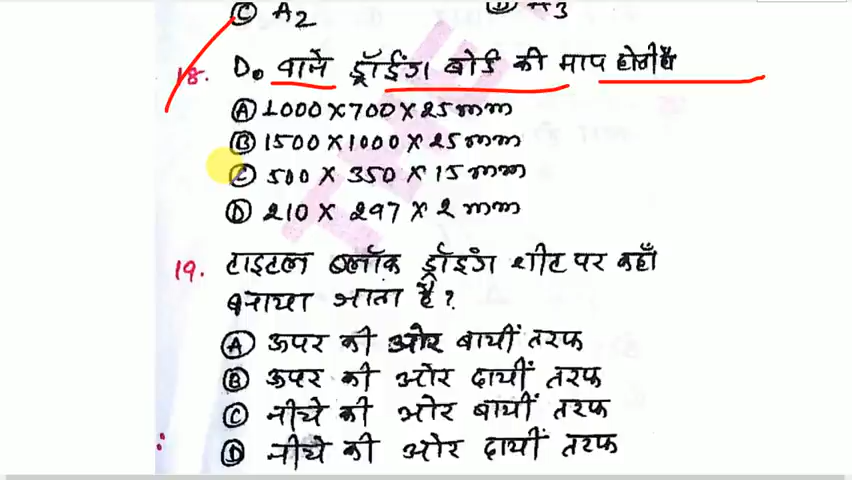 Ⓒ A2 Ⓓ A3
18. D0 वाले ड्रॉइंग बोर्ड की माप होती है
Ⓐ 1000 X 700 X 25 mm
Ⓑ 1500 X 1000 X 25 mm
Ⓒ 500 X 350 X 15 mm
Ⓓ 210 X 297 X 2 mm
19. टाइटल ब्लॉक ड्रॉइंग शीट पर कहाँ
बनाया जाता है ?
Ⓐ ऊपर की ओर बायीं तरफ
Ⓑ ऊपर की ओर दायीं तरफ
Ⓒ नीचे की ओर बायीं तरफ
Ⓓ नीचे की ओर दायीं तरफ